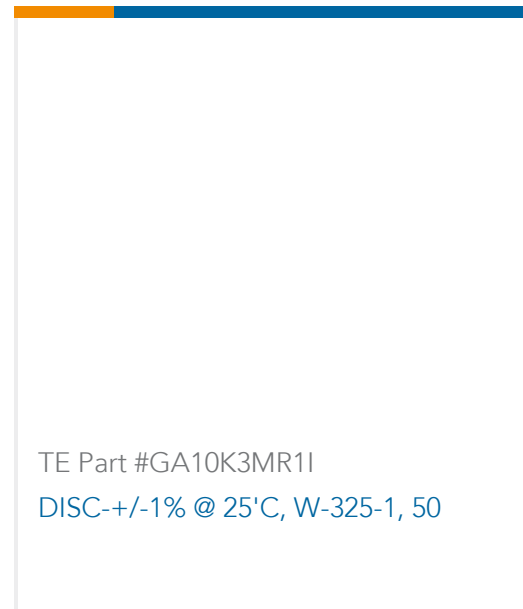 TE Part #GA10K3MR1I
DISC-+/-1% @ 25'C, W-325-1, 50